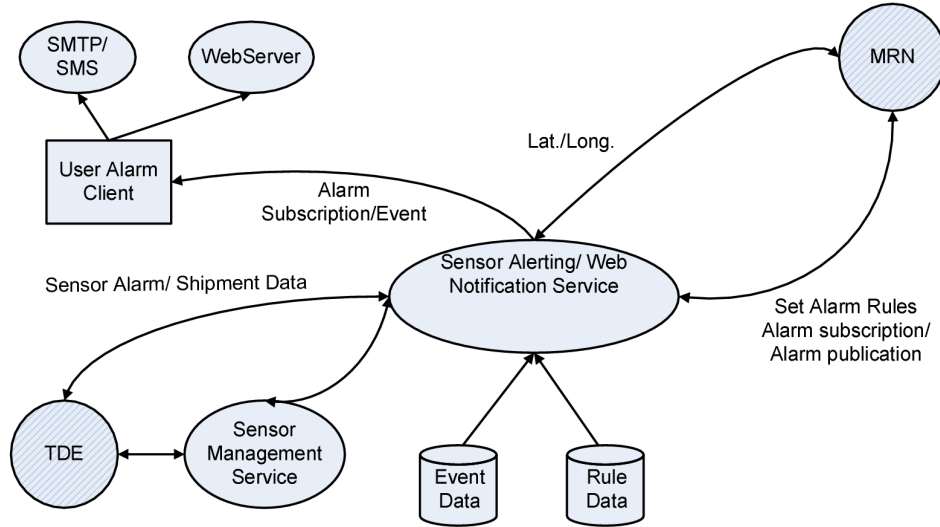 SMTP/
SMS
WebServer
MRN
User Alarm
Client
Lat./Long.
Alarm
Subscription/Event
Sensor Alerting/ Web
Notification Service
Sensor Alarm/ Shipment Data
Set Alarm Rules
Alarm subscription/
Alarm publication
TDE
Sensor
Management
Service
Event
Data
Rule
Data